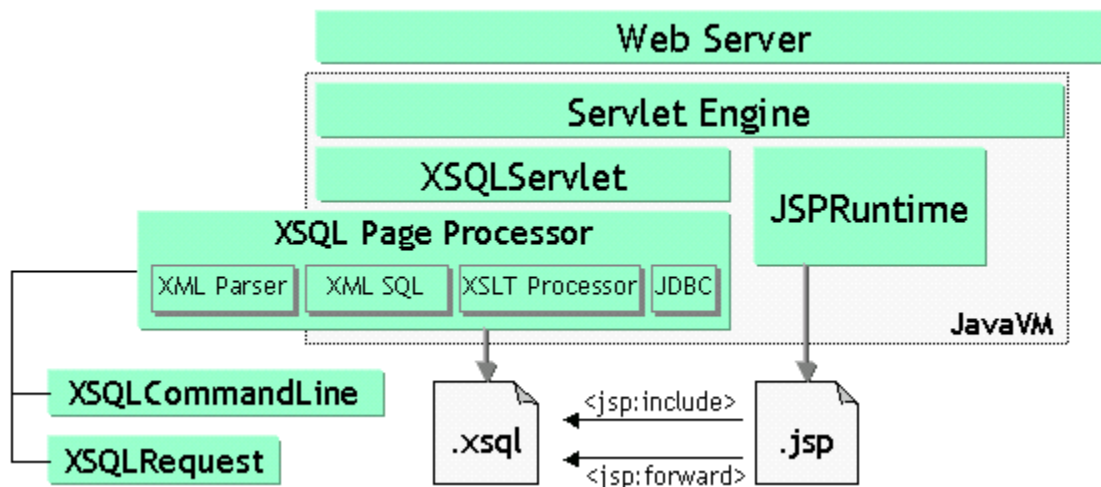 Web Server
Servlet Engine
XSQLServlet
JSPRuntime
XSQL Page Processor
XML Parser
XML SQL
XSLT Processor
JDBC
JavaVM
XSQLCommandLine
XSQLRequest
.xsql
<jsp:include>
<jsp:forward>
.jsp